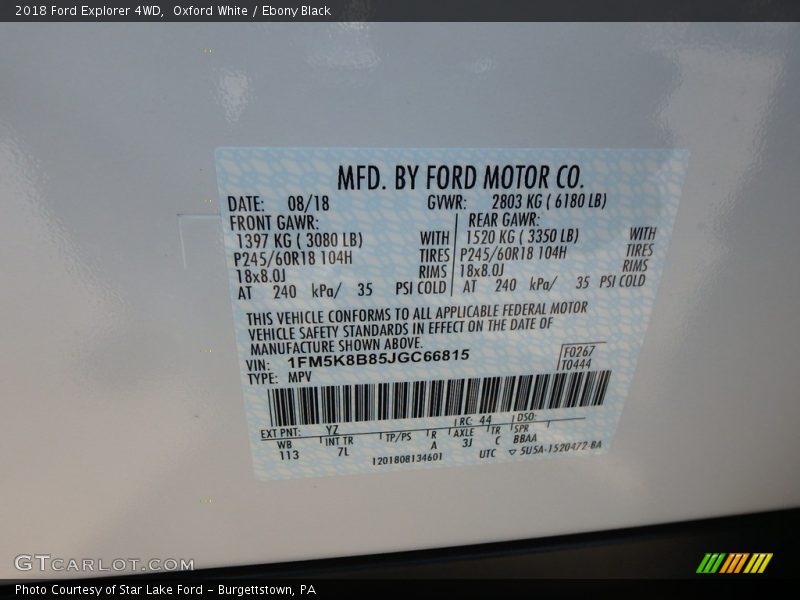 2018 Ford Explorer 4WD, Oxford White / Ebony Black
MFD. BY FORD MOTOR CO.
DATE: 08/18 GVWR: 2803 KG ( 6180 LB)
FRONT GAWR: REAR GAWR:
1397 KG ( 3080 LB) WITH 1520 KG ( 3350 LB) WITH
P245/60R18 104H TIRES P245/60R18 104H TIRES
18x8.0J RIMS 18x8.0J RIMS
AT 240 kPa/ 35 PSI COLD AT 240 kPa/ 35 PSI COLD
THIS VEHICLE CONFORMS TO ALL APPLICABLE FEDERAL MOTOR
VEHICLE SAFETY STANDARDS IN EFFECT ON THE DATE OF
MANUFACTURE SHOWN ABOVE.
VIN: 1FM5K8B85JGC66815 F0267
TYPE: MPV T0444
EXT PNT: YZ RC: 44 DSO:
WB INT TR TP/PS R AXLE TR SPR
113 7L A 3J C BBAA
1201808134601 UTC ▽ 5U5A-1520472-BA
GTCARLOT.COM
Photo Courtesy of Star Lake Ford - Burgettstown, PA